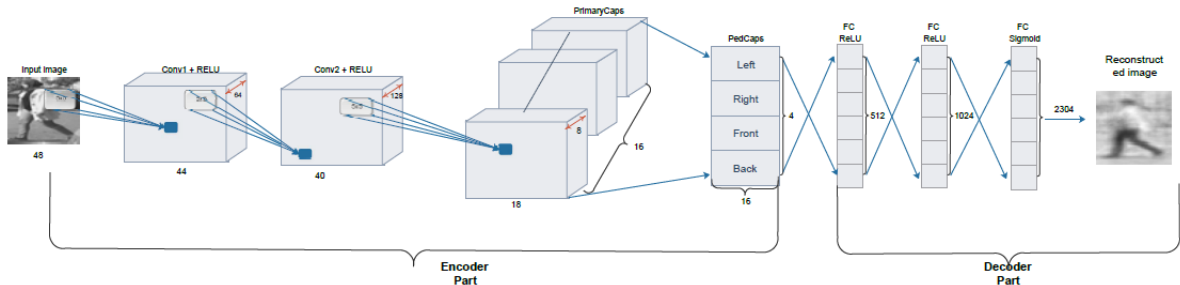 PrimaryCaps
FC
ReLU
FC
ReLU
FC
Sigmoid
PedCaps
Input Image
Conv1 + RELU
Conv2 + RELU
Reconstruct
ed image
5x5
5x5
64
5x5
128
8
16
Left
Right
Front
Back
4
512
1024
2304
48
44
40
18
16
Encoder
Part
Decoder
Part